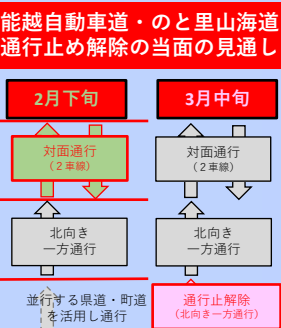 能越自動車道・のと里山海道
通行止め解除の当面の見通し
2月下旬
3月中旬
対面通行
(2車線)
対面通行
(2車線)
北向き
一方通行
北向き
一方通行
並行する県道・町道
を活用し通行
通行止解除
(北向き一方通行)